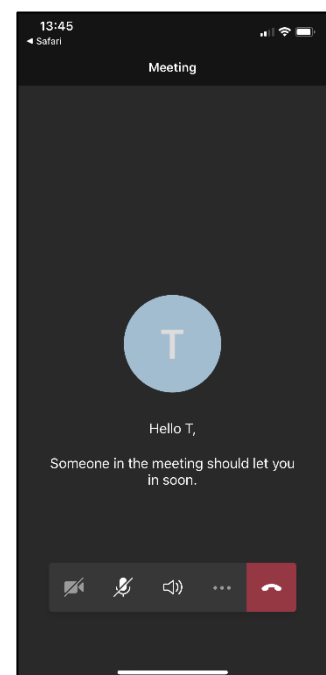 13:45
◄ Safari
Meeting
T
Hello T,
Someone in the meeting should let you
in soon.